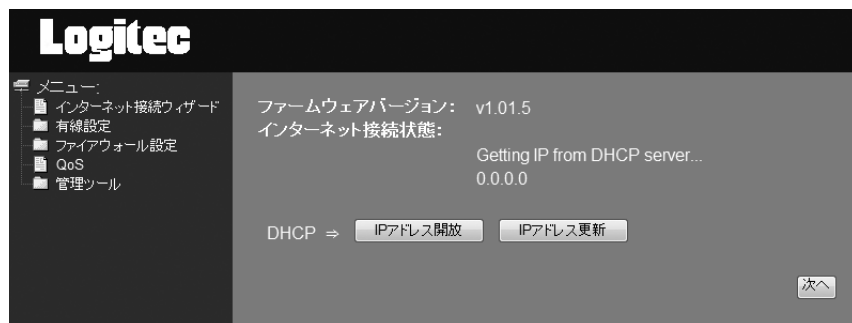 Logitec
メニュー:
インターネット接続ウィザード
有線設定
ファイアウォール設定
QoS
管理ツール
ファームウェアバージョン: v1.01.5
インターネット接続状態:
Getting IP from DHCP server...
0.0.0.0
DHCP ⇒ IPアドレス開放 IPアドレス更新
次へ